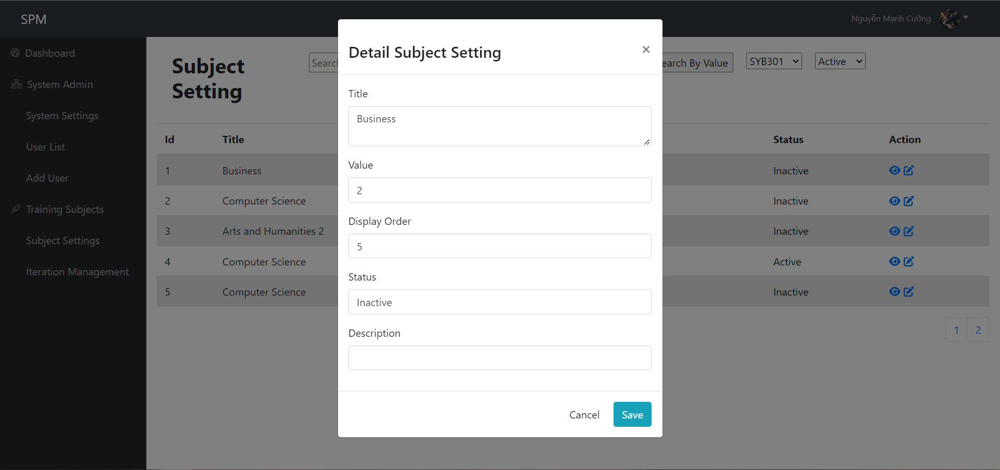 SPM
Nguyễn Mạnh Cường
Dashboard
System Admin
System Settings
User List
Add User
Training Subjects
Subject Settings
Iteration Management
Subject
Setting
By Value
SYB301
Active
Id Title Status Action
1 Business Inactive
2 Computer Science Inactive
3 Arts and Humanities 2 Inactive
4 Computer Science Active
5 Computer Science Inactive
1 2
Detail Subject Setting
×
Title
Business
Value
2
Display Order
5
Status
Inactive
Description
Cancel Save